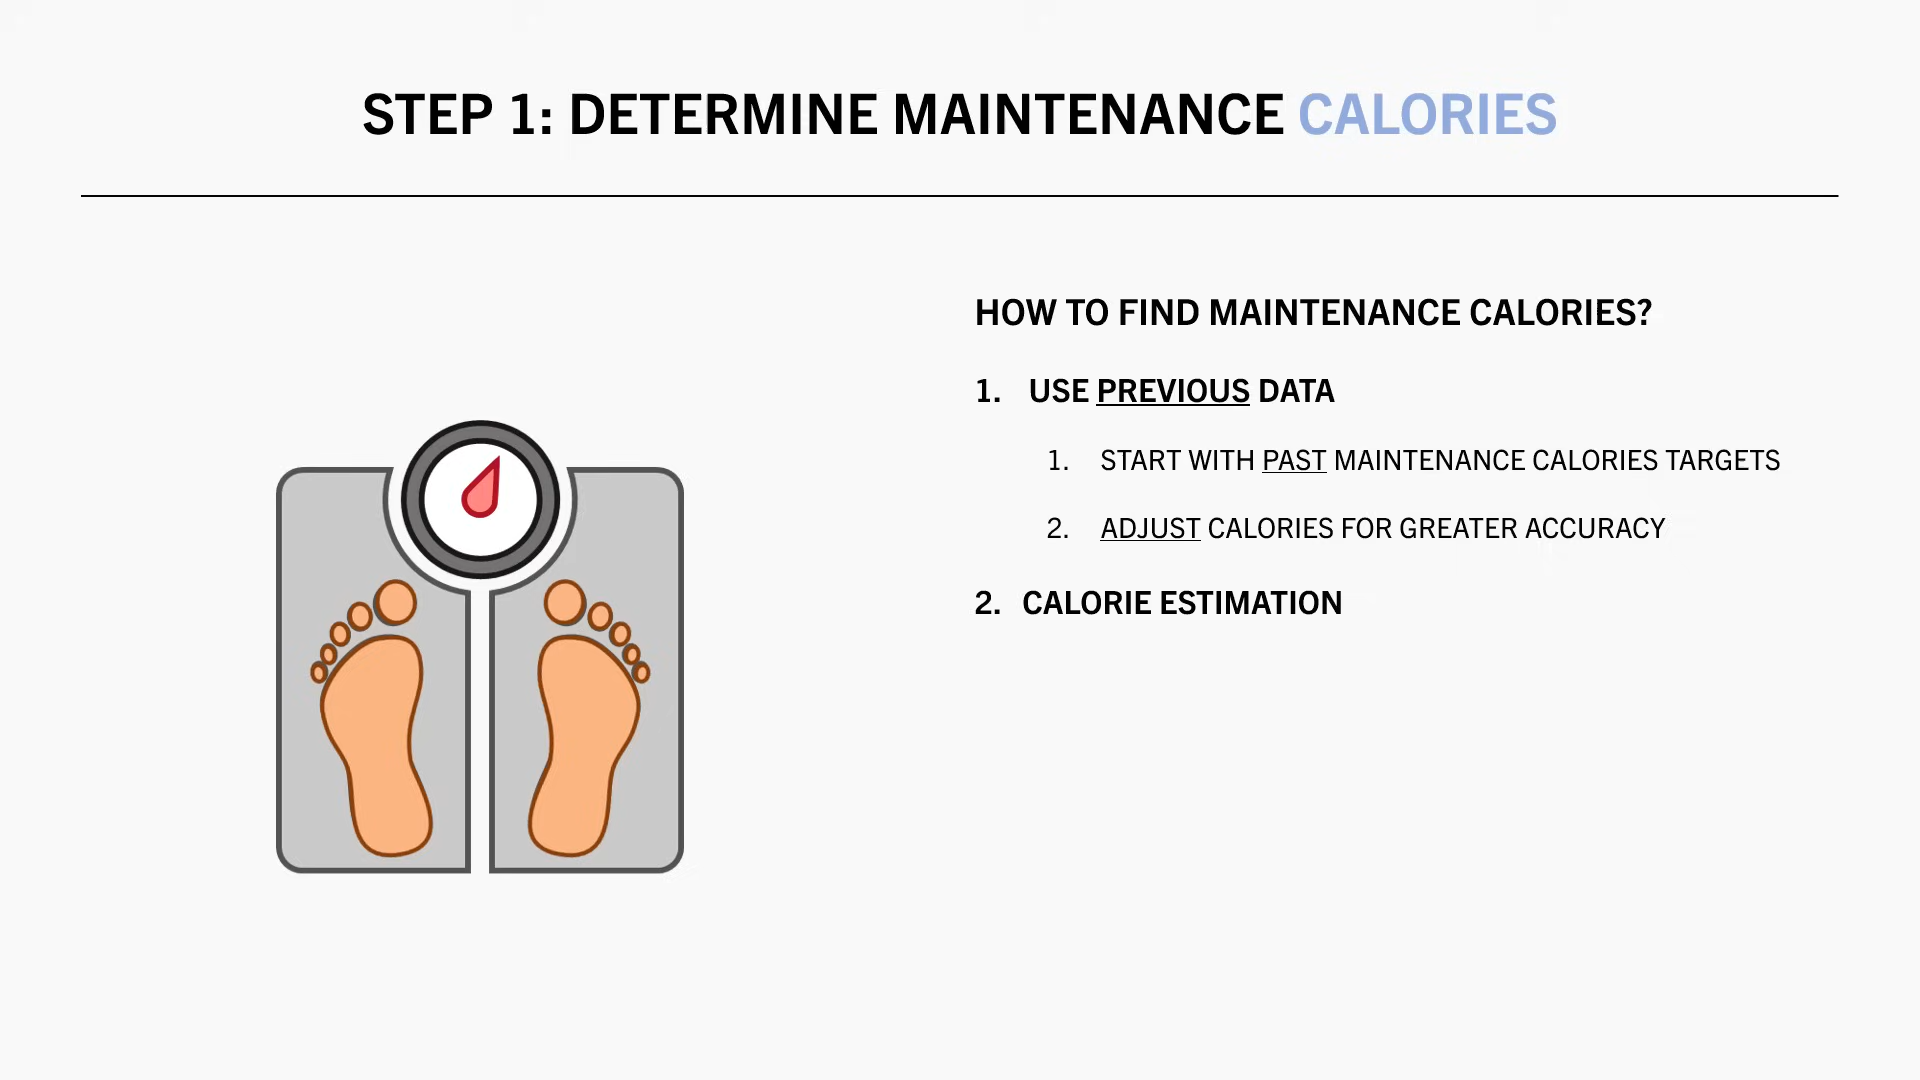 STEP 1: DETERMINE MAINTENANCE CALORIES
HOW TO FIND MAINTENANCE CALORIES?
1. USE PREVIOUS DATA
1. START WITH PAST MAINTENANCE CALORIES TARGETS
2. ADJUST CALORIES FOR GREATER ACCURACY
2. CALORIE ESTIMATION